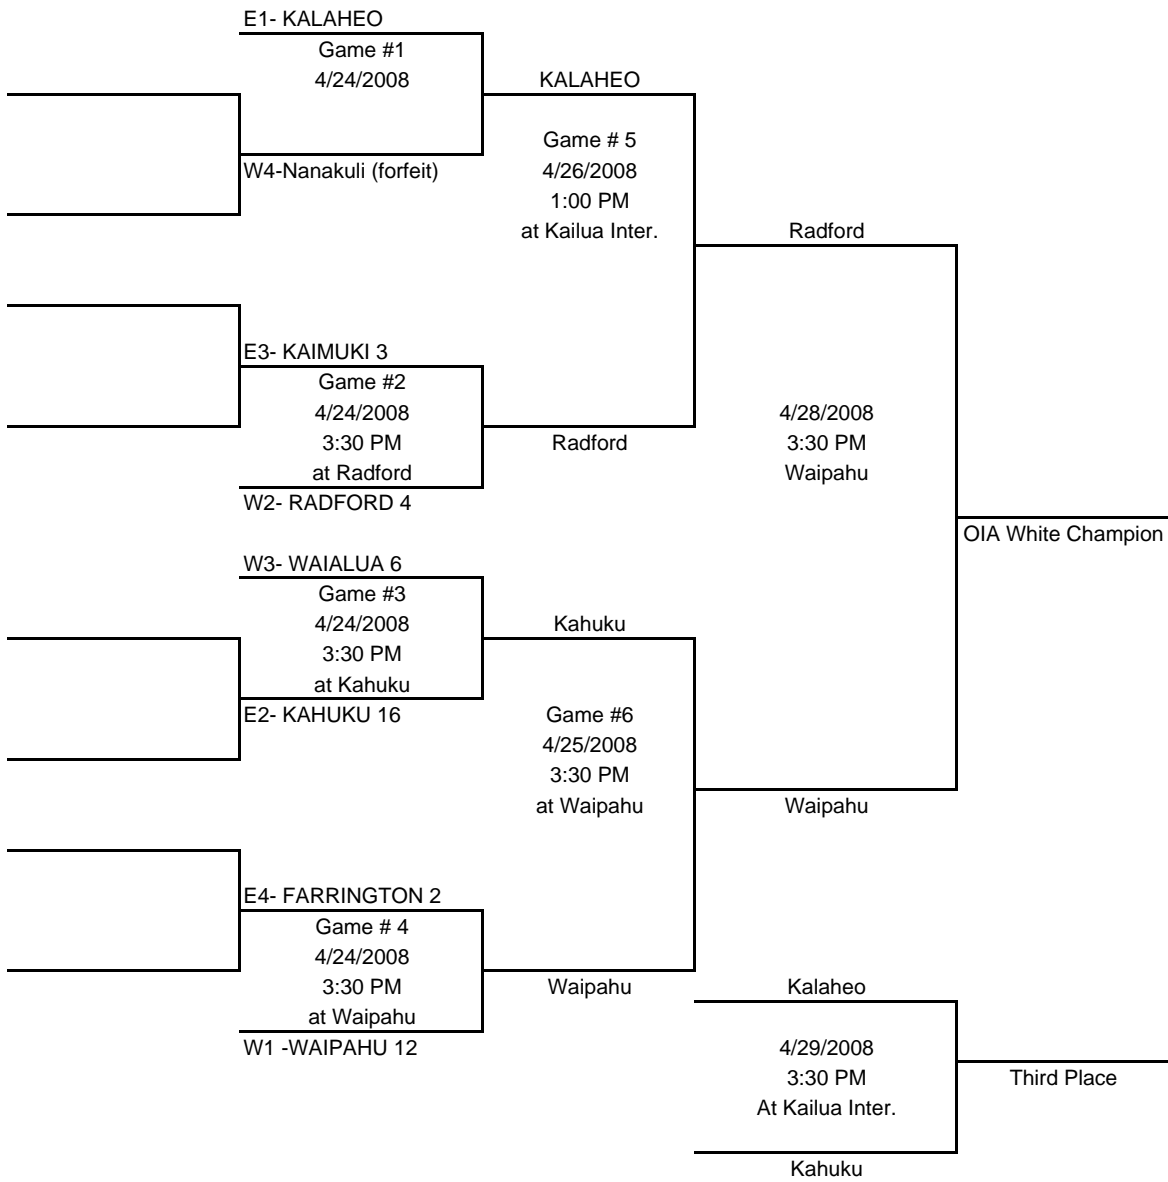 E1- KALAHEO
Game #1
4/24/2008
KALAHEO
W4-Nanakuli (forfeit)
Game # 5
4/26/2008
1:00 PM
at Kailua Inter.
Radford
E3- KAIMUKI 3
Game #2
4/24/2008
3:30 PM
at Radford
W2- RADFORD 4
Radford
4/28/2008
3:30 PM
Waipahu
OIA White Champion
W3- WAIALUA 6
Game #3
4/24/2008
3:30 PM
at Kahuku
E2- KAHUKU 16
Kahuku
Game #6
4/25/2008
3:30 PM
at Waipahu
Waipahu
E4- FARRINGTON 2
Game # 4
4/24/2008
3:30 PM
at Waipahu
W1 -WAIPAHU 12
Waipahu
Kalaheo
4/29/2008
3:30 PM
At Kailua Inter.
Third Place
Kahuku